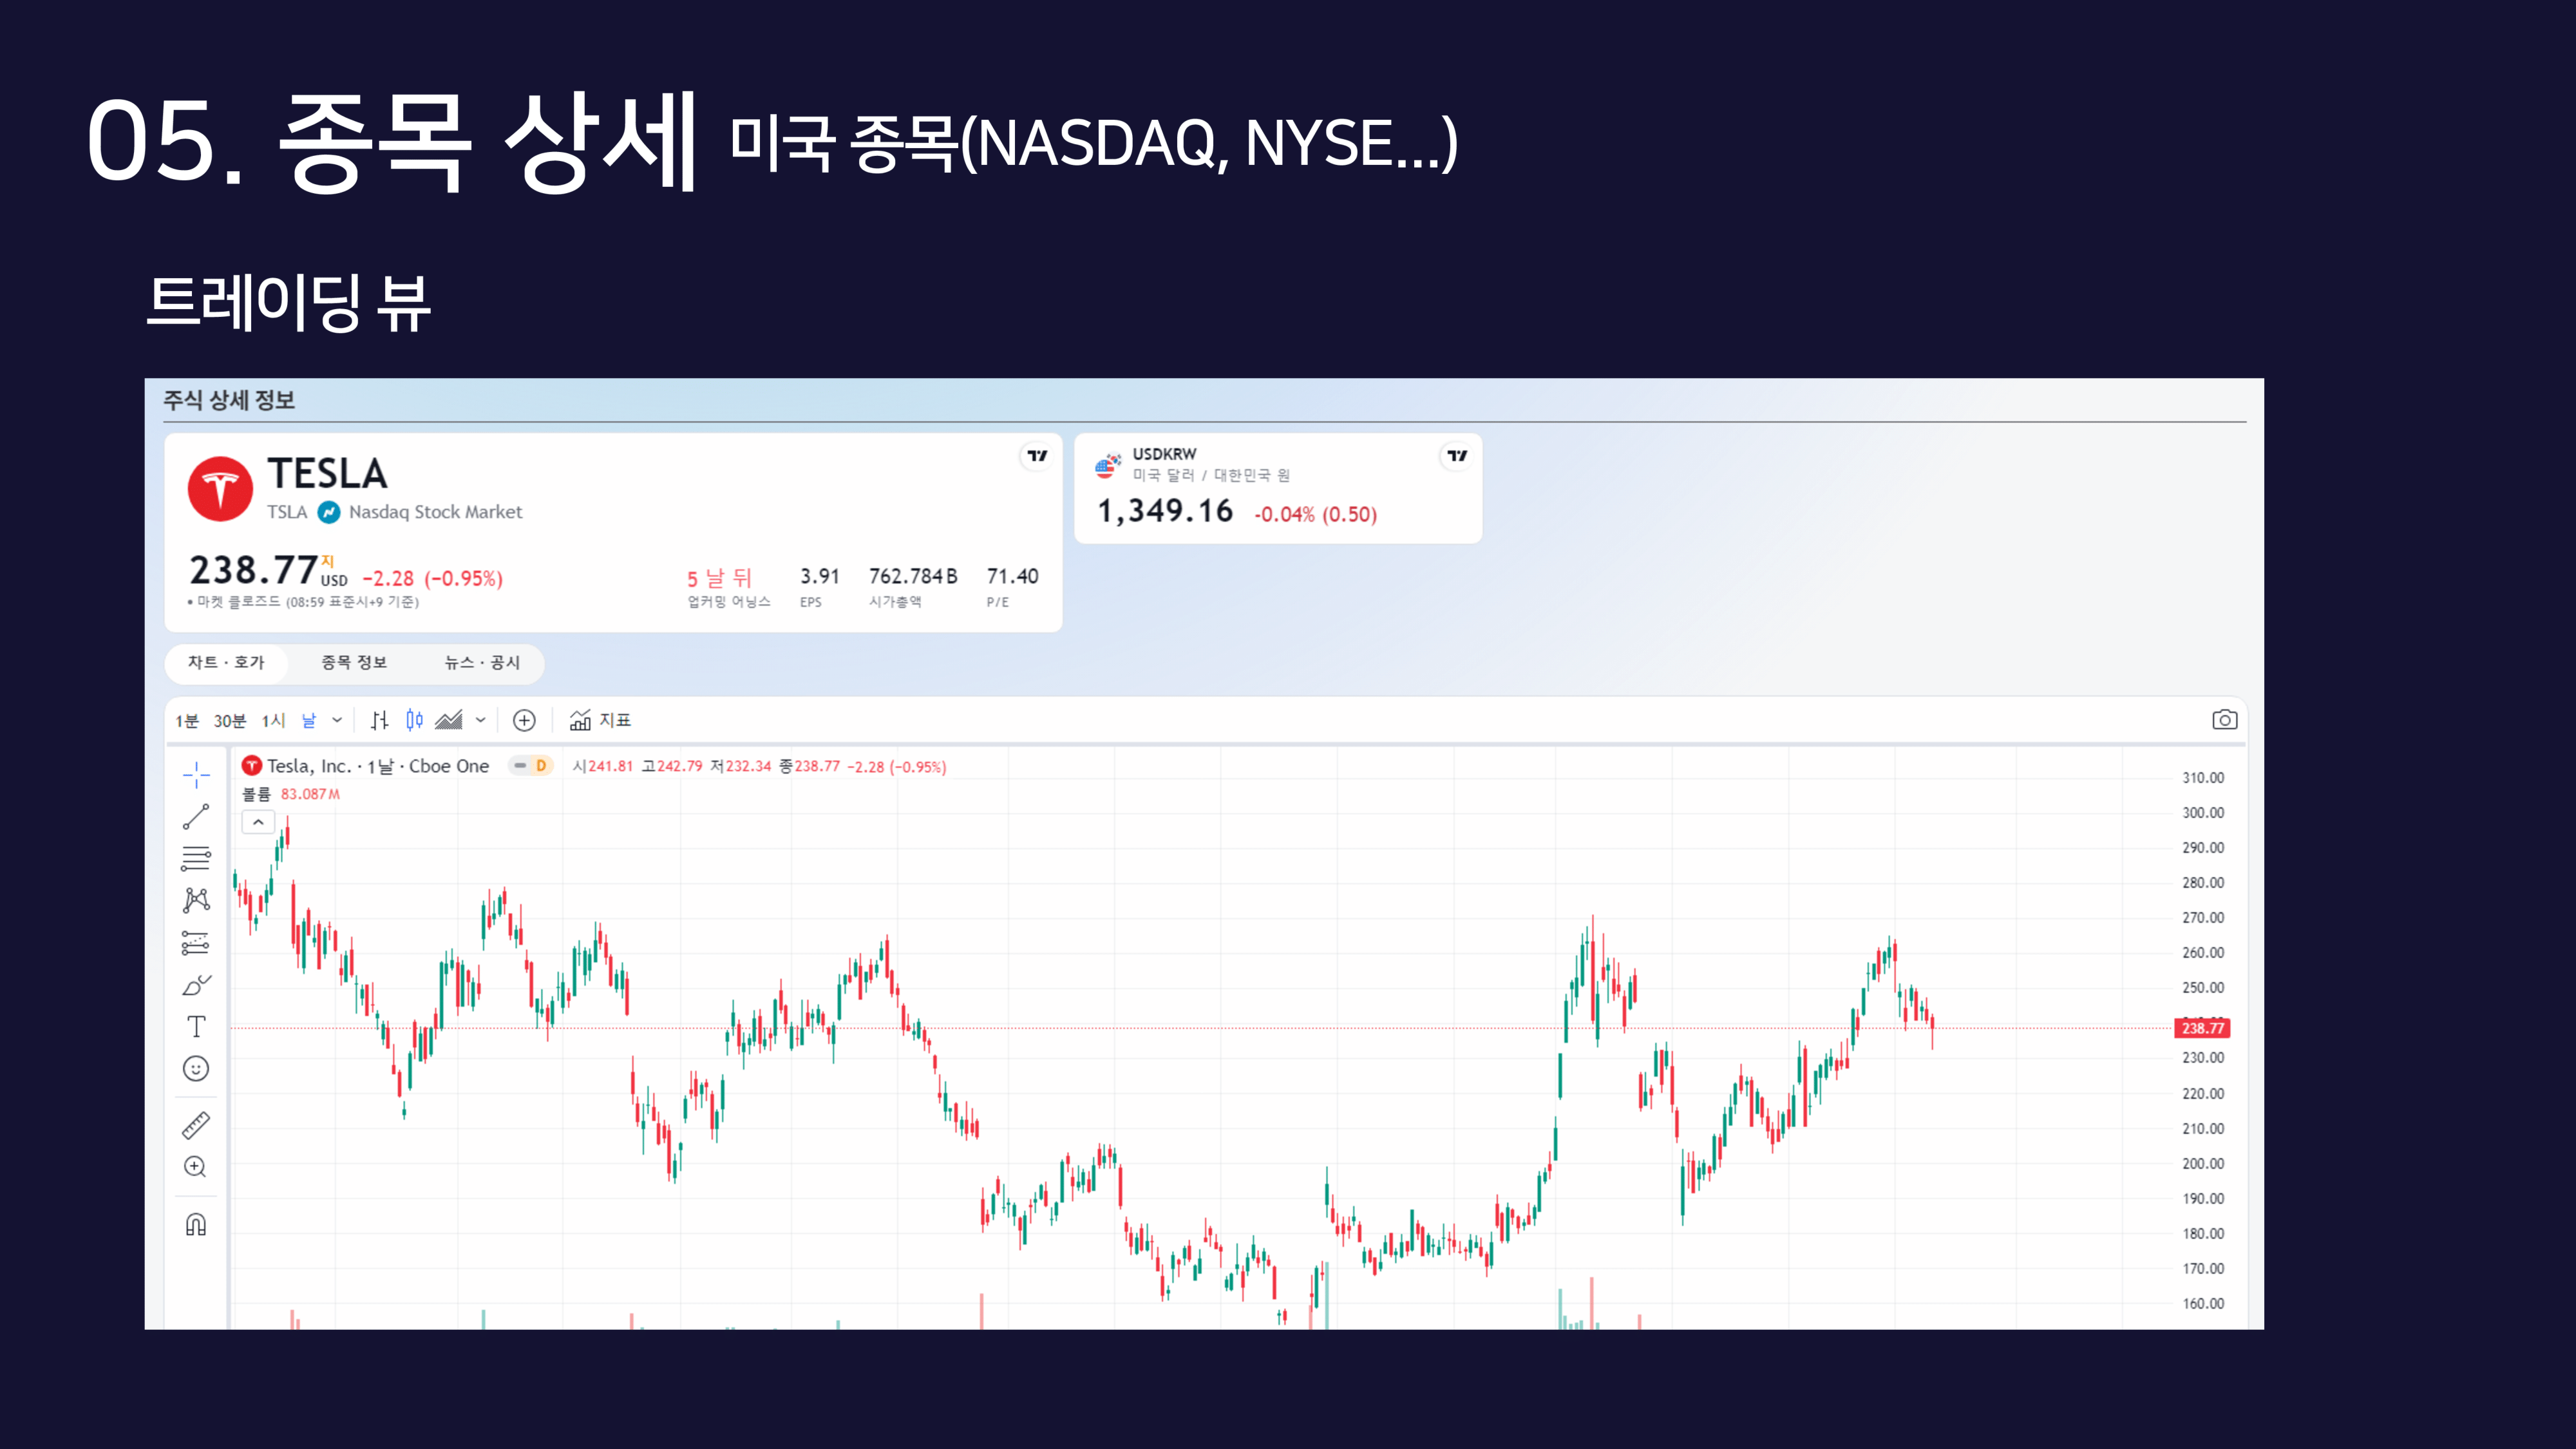 05. 종목 상세 미국 종목(NASDAQ, NYSE...)
트레이딩 뷰
주식 상세 정보
TESLA
TSLA Nasdaq Stock Market
238.77 지 USD −2.28 (−0.95%)
• 마켓 클로즈드 (08:59 표준시+9 기준)
5 날 뒤 3.91 762.784 B 71.40
업커밍 어닝스 EPS 시가총액 P/E
USDKRW
미국 달러 / 대한민국 원
1,349.16 -0.04% (0.50)
차트 · 호가 종목 정보 뉴스 · 공시
1분 30분 1시 날 지표
Tesla, Inc. · 1날 · Cboe One D 시241.81 고242.79 저232.34 종238.77 −2.28 (−0.95%)
볼륨 83.087 M
310.00
300.00
290.00
280.00
270.00
260.00
250.00
238.77
230.00
220.00
210.00
200.00
190.00
180.00
170.00
160.00